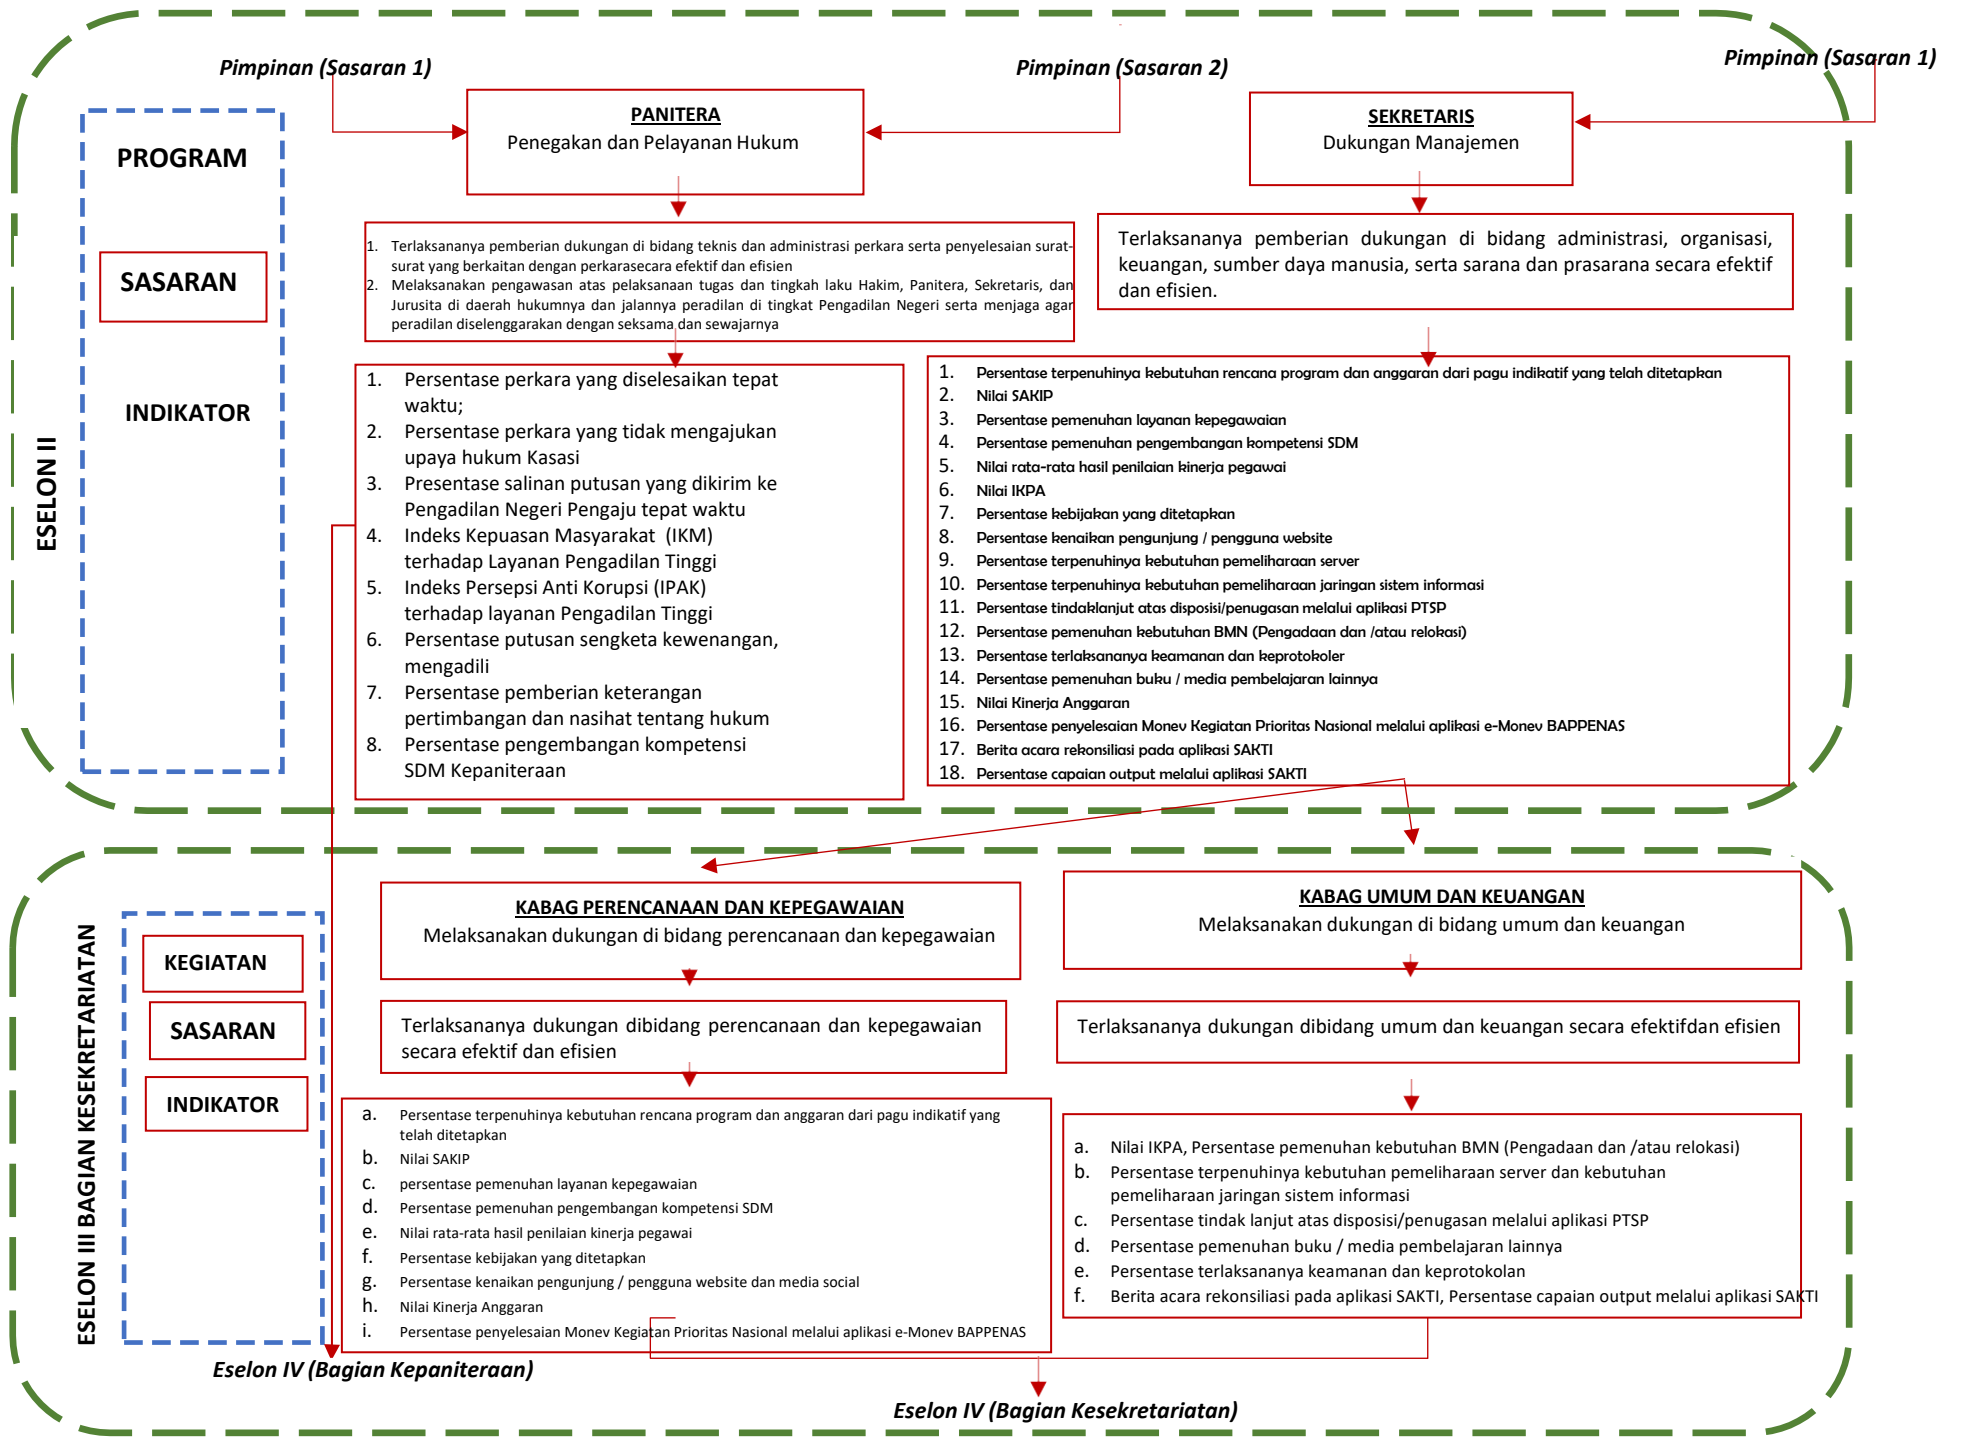 Pimpinan (Sasaran 1)
Pimpinan (Sasaran 2)
Pimpinan (Sasaran 1)
ESELON II
PROGRAM
SASARAN
INDIKATOR
PANITERA
Penegakan dan Pelayanan Hukum
SEKRETARIS
Dukungan Manajemen
1. Terlaksananya pemberian dukungan di bidang teknis dan administrasi perkara serta penyelesaian surat-
surat yang berkaitan dengan perkarasecara efektif dan efisien
2. Melaksanakan pengawasan atas pelaksanaan tugas dan tingkah laku Hakim, Panitera, Sekretaris, dan
Jurusita di daerah hukumnya dan jalannya peradilan di tingkat Pengadilan Negeri serta menjaga agar
peradilan diselenggarakan dengan seksama dan sewajarnya
Terlaksananya pemberian dukungan di bidang administrasi, organisasi,
keuangan, sumber daya manusia, serta sarana dan prasarana secara efektif
dan efisien.
1. Persentase perkara yang diselesaikan tepat
waktu;
2. Persentase perkara yang tidak mengajukan
upaya hukum Kasasi
3. Presentase salinan putusan yang dikirim ke
Pengadilan Negeri Pengaju tepat waktu
4. Indeks Kepuasan Masyarakat (IKM)
terhadap Layanan Pengadilan Tinggi
5. Indeks Persepsi Anti Korupsi (IPAK)
terhadap layanan Pengadilan Tinggi
6. Persentase putusan sengketa kewenangan,
mengadili
7. Persentase pemberian keterangan
pertimbangan dan nasihat tentang hukum
8. Persentase pengembangan kompetensi
SDM Kepaniteraan
1. Persentase terpenuhinya kebutuhan rencana program dan anggaran dari pagu indikatif yang telah ditetapkan
2. Nilai SAKIP
3. Persentase pemenuhan layanan kepegawaian
4. Persentase pemenuhan pengembangan kompetensi SDM
5. Nilai rata-rata hasil penilaian kinerja pegawai
6. Nilai IKPA
7. Persentase kebijakan yang ditetapkan
8. Persentase kenaikan pengunjung / pengguna website
9. Persentase terpenuhinya kebutuhan pemeliharaan server
10. Persentase terpenuhinya kebutuhan pemeliharaan jaringan sistem informasi
11. Persentase tindaklanjut atas disposisi/penugasan melalui aplikasi PTSP
12. Persentase pemenuhan kebutuhan BMN (Pengadaan dan /atau relokasi)
13. Persentase terlaksananya keamanan dan keprotokoler
14. Persentase pemenuhan buku / media pembelajaran lainnya
15. Nilai Kinerja Anggaran
16. Persentase penyelesaian Monev Kegiatan Prioritas Nasional melalui aplikasi e-Monev BAPPENAS
17. Berita acara rekonsiliasi pada aplikasi SAKTI
18. Persentase capaian output melalui aplikasi SAKTI
ESELON III BAGIAN KESEKRETARIATAN
KEGIATAN
SASARAN
INDIKATOR
KABAG PERENCANAAN DAN KEPEGAWAIAN
Melaksanakan dukungan di bidang perencanaan dan kepegawaian
KABAG UMUM DAN KEUANGAN
Melaksanakan dukungan di bidang umum dan keuangan
Terlaksananya dukungan dibidang perencanaan dan kepegawaian
secara efektif dan efisien
Terlaksananya dukungan dibidang umum dan keuangan secara efektifdan efisien
a. Persentase terpenuhinya kebutuhan rencana program dan anggaran dari pagu indikatif yang
telah ditetapkan
b. Nilai SAKIP
c. persentase pemenuhan layanan kepegawaian
d. Persentase pemenuhan pengembangan kompetensi SDM
e. Nilai rata-rata hasil penilaian kinerja pegawai
f. Persentase kebijakan yang ditetapkan
g. Persentase kenaikan pengunjung / pengguna website dan media social
h. Nilai Kinerja Anggaran
i. Persentase penyelesaian Monev Kegiatan Prioritas Nasional melalui aplikasi e-Monev BAPPENAS
a. Nilai IKPA, Persentase pemenuhan kebutuhan BMN (Pengadaan dan /atau relokasi)
b. Persentase terpenuhinya kebutuhan pemeliharaan server dan kebutuhan
pemeliharaan jaringan sistem informasi
c. Persentase tindak lanjut atas disposisi/penugasan melalui aplikasi PTSP
d. Persentase pemenuhan buku / media pembelajaran lainnya
e. Persentase terlaksananya keamanan dan keprotokolan
f. Berita acara rekonsiliasi pada aplikasi SAKTI, Persentase capaian output melalui aplikasi SAKTI
Eselon IV (Bagian Kepaniteraan)
Eselon IV (Bagian Kesekretariatan)